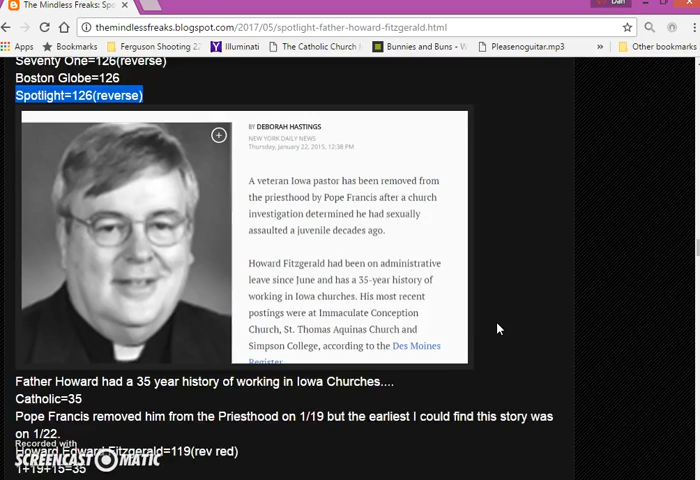 The Mindless Freaks: Spo
Dan
themindlessfreaks.blogspot.com/2017/05/spotlight-father-howard-fitzgerald.html
Apps Bookmarks Ferguson Shooting 22 Illuminati The Catholic Church Bunnies and Buns - W Pleasenoguitar.mp3 » Other bookmarks
Seventy One=126(reverse)
Boston Globe=126
Spotlight=126(reverse)
BY DEBORAH HASTINGS
NEW YORK DAILY NEWS
Thursday, January 22, 2015, 12:38 PM
A veteran Iowa pastor has been removed from
the priesthood by Pope Francis after a church
investigation determined he had sexually
assaulted a juvenile decades ago.
Howard Fitzgerald had been on administrative
leave since June and has a 35-year history of
working in Iowa churches. His most recent
postings were at Immaculate Conception
Church, St. Thomas Aquinas Church and
Simpson College, according to the Des Moines
Register
Father Howard had a 35 year history of working in Iowa Churches....
Catholic=35
Pope Francis removed him from the Priesthood on 1/19 but the earliest I could find this story was
on 1/22.
Recorded with
Howard Edward Fitzgerald=119(rev red)
SCREENCAST MATIC
1+19+15=35